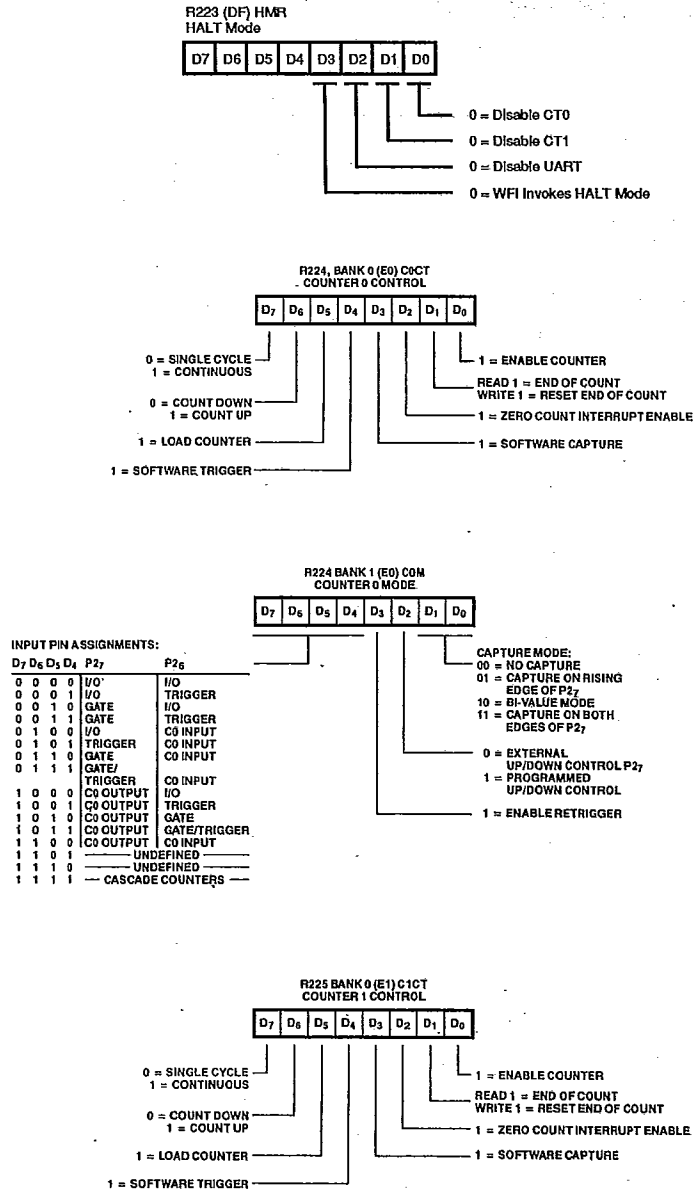 R223 (DF) HMR
HALT Mode
D7 D6 D5 D4 D3 D2 D1 D0
0 = Disable CT0
0 = Disable CT1
0 = Disable UART
0 = WFI Invokes HALT Mode
R224, BANK 0 (E0) C0CT
COUNTER 0 CONTROL
D7 D6 D5 D4 D3 D2 D1 D0
0 = SINGLE CYCLE
1 = CONTINUOUS
0 = COUNT DOWN
1 = COUNT UP
1 = LOAD COUNTER
1 = SOFTWARE TRIGGER
1 = ENABLE COUNTER
READ 1 = END OF COUNT
WRITE 1 = RESET END OF COUNT
1 = ZERO COUNT INTERRUPT ENABLE
1 = SOFTWARE CAPTURE
R224 BANK 1 (E0) C0M
COUNTER 0 MODE
D7 D6 D5 D4 D3 D2 D1 D0
INPUT PIN ASSIGNMENTS:
D7 D6 D5 D4 P27 P26
0 0 0 0 I/O I/O
0 0 0 1 I/O TRIGGER
0 0 1 0 GATE I/O
0 0 1 1 GATE TRIGGER
0 1 0 0 I/O C0 INPUT
0 1 0 1 TRIGGER C0 INPUT
0 1 1 0 GATE C0 INPUT
0 1 1 1 GATE/
TRIGGER C0 INPUT
1 0 0 0 C0 OUTPUT I/O
1 0 0 1 C0 OUTPUT TRIGGER
1 0 1 0 C0 OUTPUT GATE
1 0 1 1 C0 OUTPUT GATE/TRIGGER
1 1 0 0 C0 OUTPUT C0 INPUT
1 1 0 1 UNDEFINED
1 1 1 0 UNDEFINED
1 1 1 1 CASCADE COUNTERS
CAPTURE MODE:
00 = NO CAPTURE
01 = CAPTURE ON RISING
EDGE OF P27
10 = BI-VALUE MODE
11 = CAPTURE ON BOTH
EDGES OF P27
0 = EXTERNAL
UP/DOWN CONTROL P27
1 = PROGRAMMED
UP/DOWN CONTROL
1 = ENABLE RETRIGGER
R225 BANK 0 (E1) C1CT
COUNTER 1 CONTROL
D7 D6 D5 D4 D3 D2 D1 D0
0 = SINGLE CYCLE
1 = CONTINUOUS
0 = COUNT DOWN
1 = COUNT UP
1 = LOAD COUNTER
1 = SOFTWARE TRIGGER
1 = ENABLE COUNTER
READ 1 = END OF COUNT
WRITE 1 = RESET END OF COUNT
1 = ZERO COUNT INTERRUPT ENABLE
1 = SOFTWARE CAPTURE